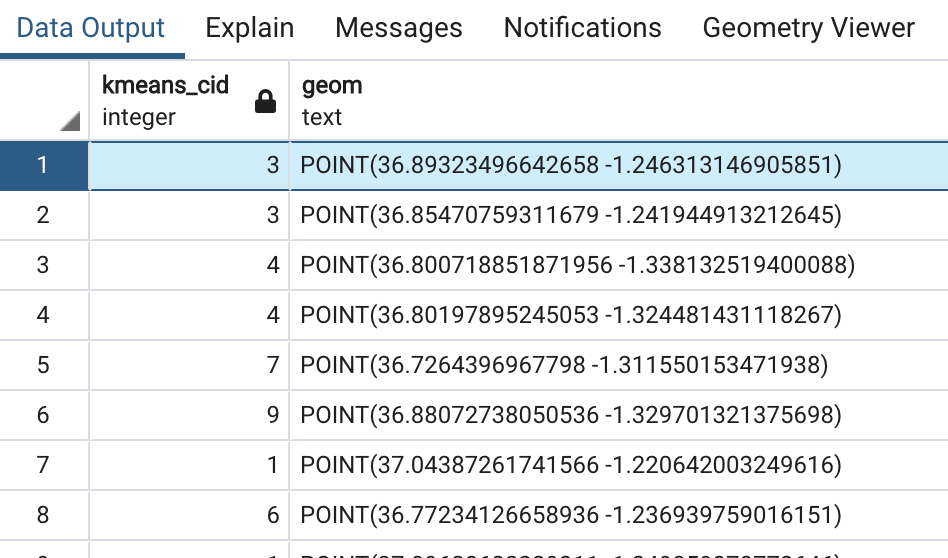 Data Output Explain Messages Notifications Geometry Viewer
kmeans_cid geom
integer text
1 3 POINT(36.89323496642658 -1.246313146905851)
2 3 POINT(36.85470759311679 -1.241944913212645)
3 4 POINT(36.800718851871956 -1.338132519400088)
4 4 POINT(36.80197895245053 -1.324481431118267)
5 7 POINT(36.7264396967798 -1.311550153471938)
6 9 POINT(36.88072738050536 -1.329701321375698)
7 1 POINT(37.04387261741566 -1.220642003249616)
8 6 POINT(36.77234126658936 -1.236939759016151)